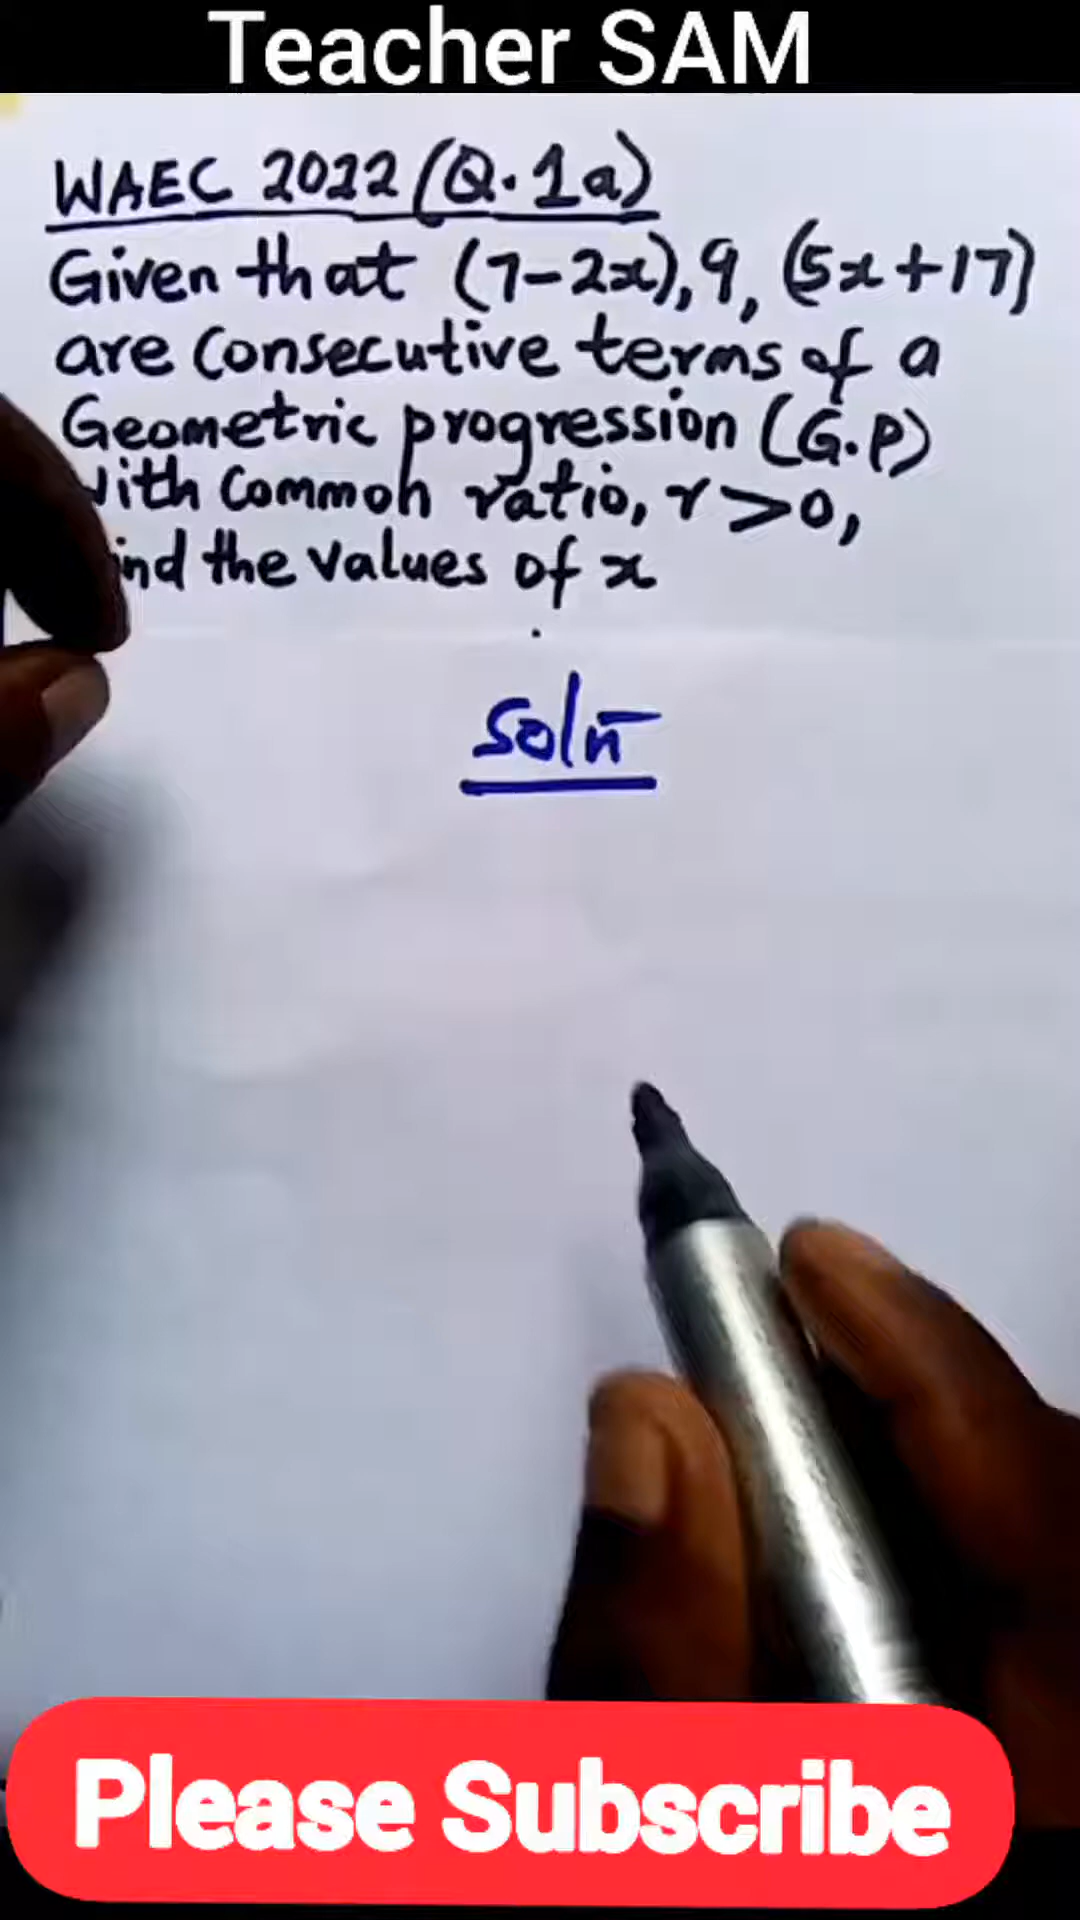 Teacher SAM
WAEC 2022 (Q.1a)
Given that (7-2x), 9, (5x+17)
are consecutive terms of a
Geometric progression (G.P)
with common ratio, r>0,
find the values of x
Soln
Please Subscribe